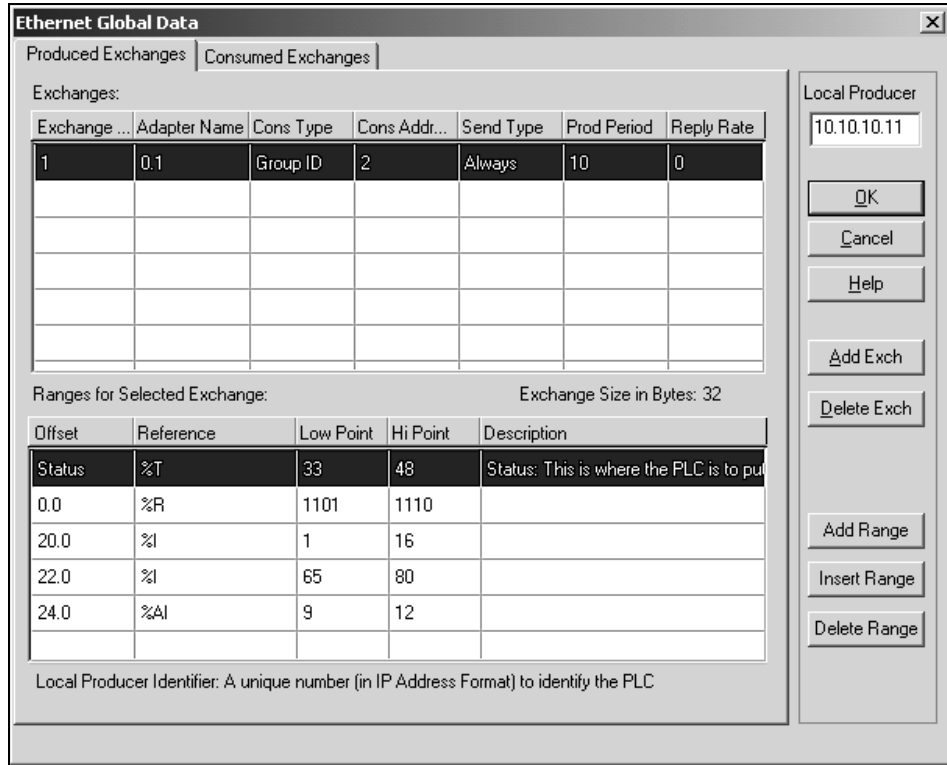 Ethernet Global Data
Produced Exchanges Consumed Exchanges
Exchanges:
Exchange ... Adapter Name Cons Type Cons Addr... Send Type Prod Period Reply Rate
1 0.1 Group ID 2 Always 10 0
Ranges for Selected Exchange: Exchange Size in Bytes: 32
Offset Reference Low Point Hi Point Description
Status %T 33 48 Status: This is where the PLC is to pu
0.0 %R 1101 1110
20.0 %I 1 16
22.0 %I 65 80
24.0 %AI 9 12
Local Producer Identifier: A unique number (in IP Address Format) to identify the PLC
Local Producer
10.10.10.11
OK
Cancel
Help
Add Exch
Delete Exch
Add Range
Insert Range
Delete Range